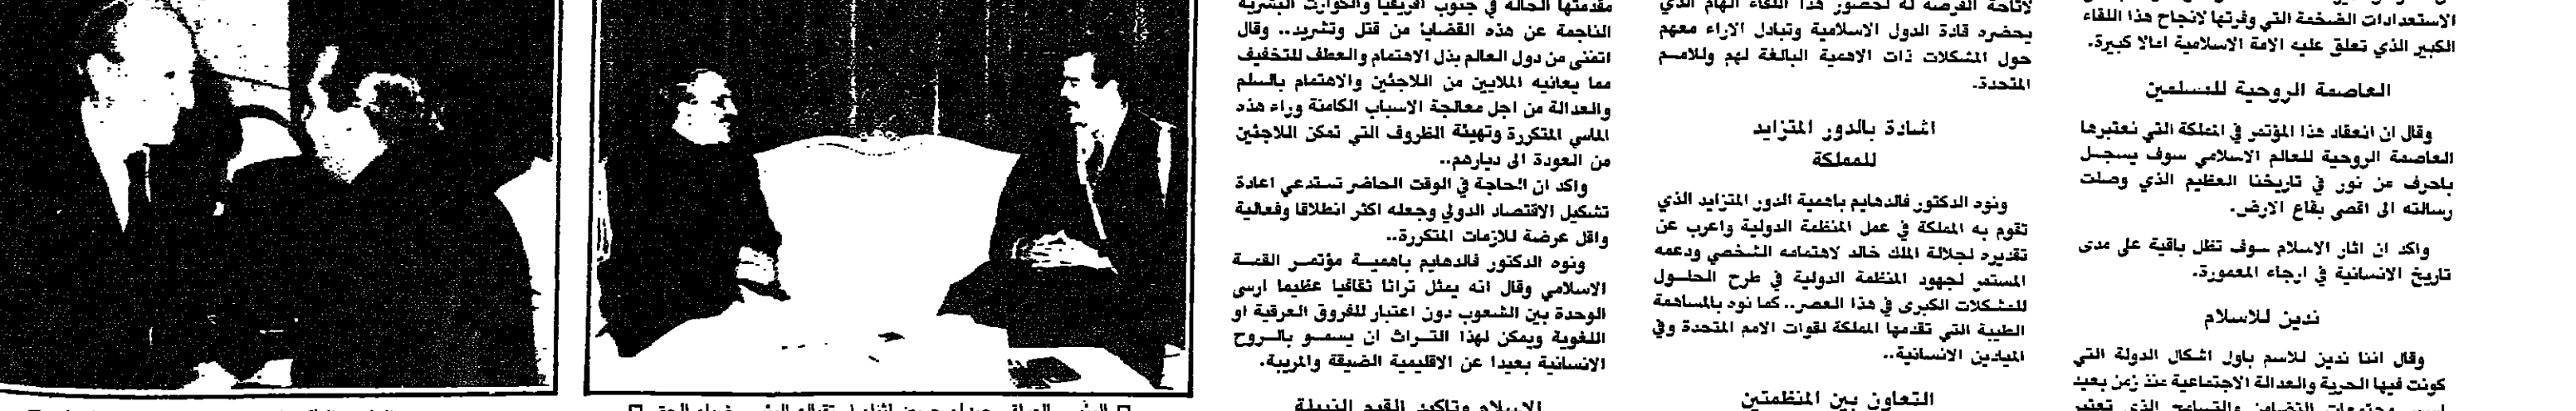 الاستعدادات الضخمة التي وفرتها لانجاح هذا اللقاء
الكبير الذي تعلق عليه الامة الاسلامية امالا كبيرة.
العاصمة الروحية للمسلمين
وقال ان انعقاد هذا المؤتمر في المملكة التي نعتبرها
العاصمة الروحية للعالم الاسلامي سوف يسجل
باحرف من نور في تاريخنا العظيم الذي وصلت
رسالته الى اقصى بقاع الارض.
واكد ان اثار الاسلام سوف تظل باقية على مدى
تاريخ الانسانية في ارجاء المعمورة.
ندين للاسلام
وقال اننا ندين للاسم باول اشكال الدولة التي
كونت فيها الحرية والعدالة الاجتماعية منذ زمن بعيد
لاتاحة الفرصة له لحضور هذا اللقاء الهام الذي
يحضره قادة الدول الاسلامية وتبادل الاراء معهم
حول المشكلات ذات الاهمية البالغة لهم وللامم
المتحدة.
اشادة بالدور المتزايد
للمملكة
ونوه الدكتور فالدهايم باهمية الدور المتزايد الذي
تقوم به المملكة في عمل المنظمة الدولية واعرب عن
تقديره لجلالة الملك خالد لاهتمامه الشخصي ودعمه
المستمر لجهود المنظمة الدولية في طرح الحلول
للمشكلات الكبرى في هذا العصر.. كما نوه بالمساهمة
الطيبة التي تقدمها المملكة لقوات الامم المتحدة وفي
الميادين الانسانية..
التعاون بين المنظمتين
مقدمتها الحالة في جنوب افريقيا والكوارث البشرية
الناجمة عن هذه القضايا من قتل وتشريد.. وقال
اتمنى من دول العالم بذل الاهتمام والعطف للتخفيف
مما يعانيه الملايين من اللاجئين والاهتمام بالسلم
والعدالة من اجل معالجة الاسباب الكامنة وراء هذه
الماسي المتكررة وتهيئة الظروف التي تمكن اللاجئين
من العودة الى ديارهم..
واكد ان الحاجة في الوقت الحاضر تستدعي اعادة
تشكيل الاقتصاد الدولي وجعله اكثر انطلاقا وفعالية
واقل عرضة للازمات المتكررة..
ونوه الدكتور فالدهايم باهمية مؤتمر القمة
الاسلامي وقال انه يمثل تراثا ثقافيا عظيما ارسى
الوحدة بين الشعوب دون اعتبار للفروق العرقية او
اللغوية ويمكن لهذا التراث ان يسمو بالروح
الانسانية بعيدا عن الاقليمية الضيقة والمريبة.
الاسلام وتاكيد القيم النبيلة